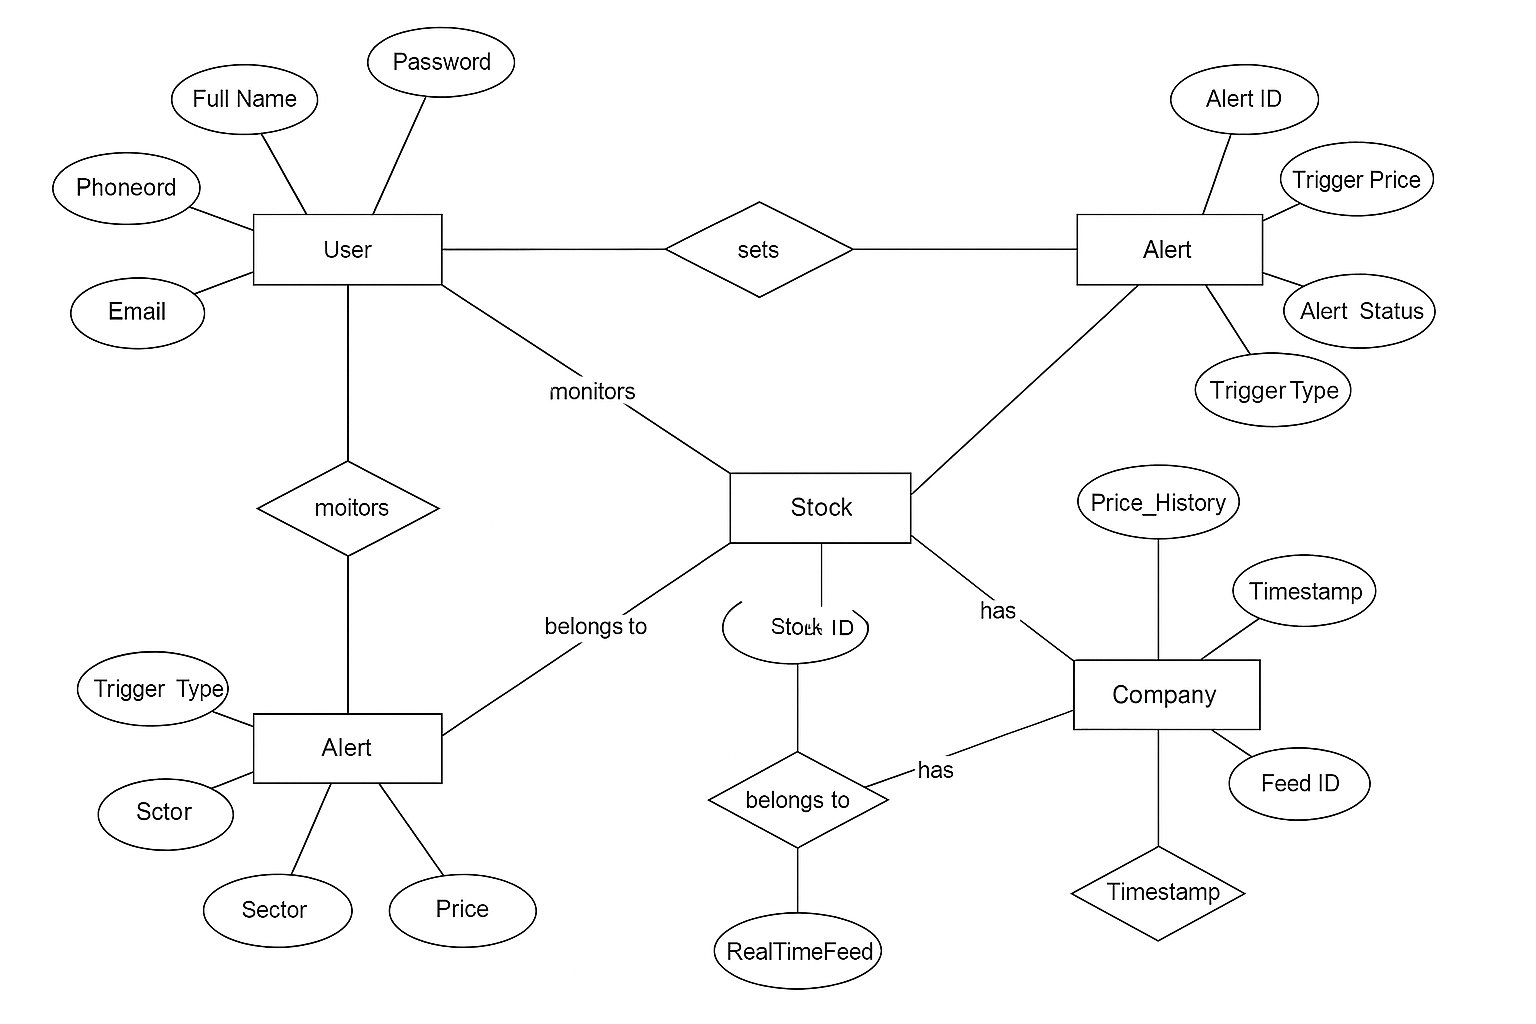 Password
Full Name
Alert ID
Phoneord
Trigger Price
User
sets
Alert
Email
Alert Status
monitors
Trigger Type
Price_History
moitors
Stock
Timestamp
has
belongs to
Stock ID
Trigger Type
Company
Alert
has
Feed ID
belongs to
Sctor
Timestamp
Sector
Price
RealTimeFeed